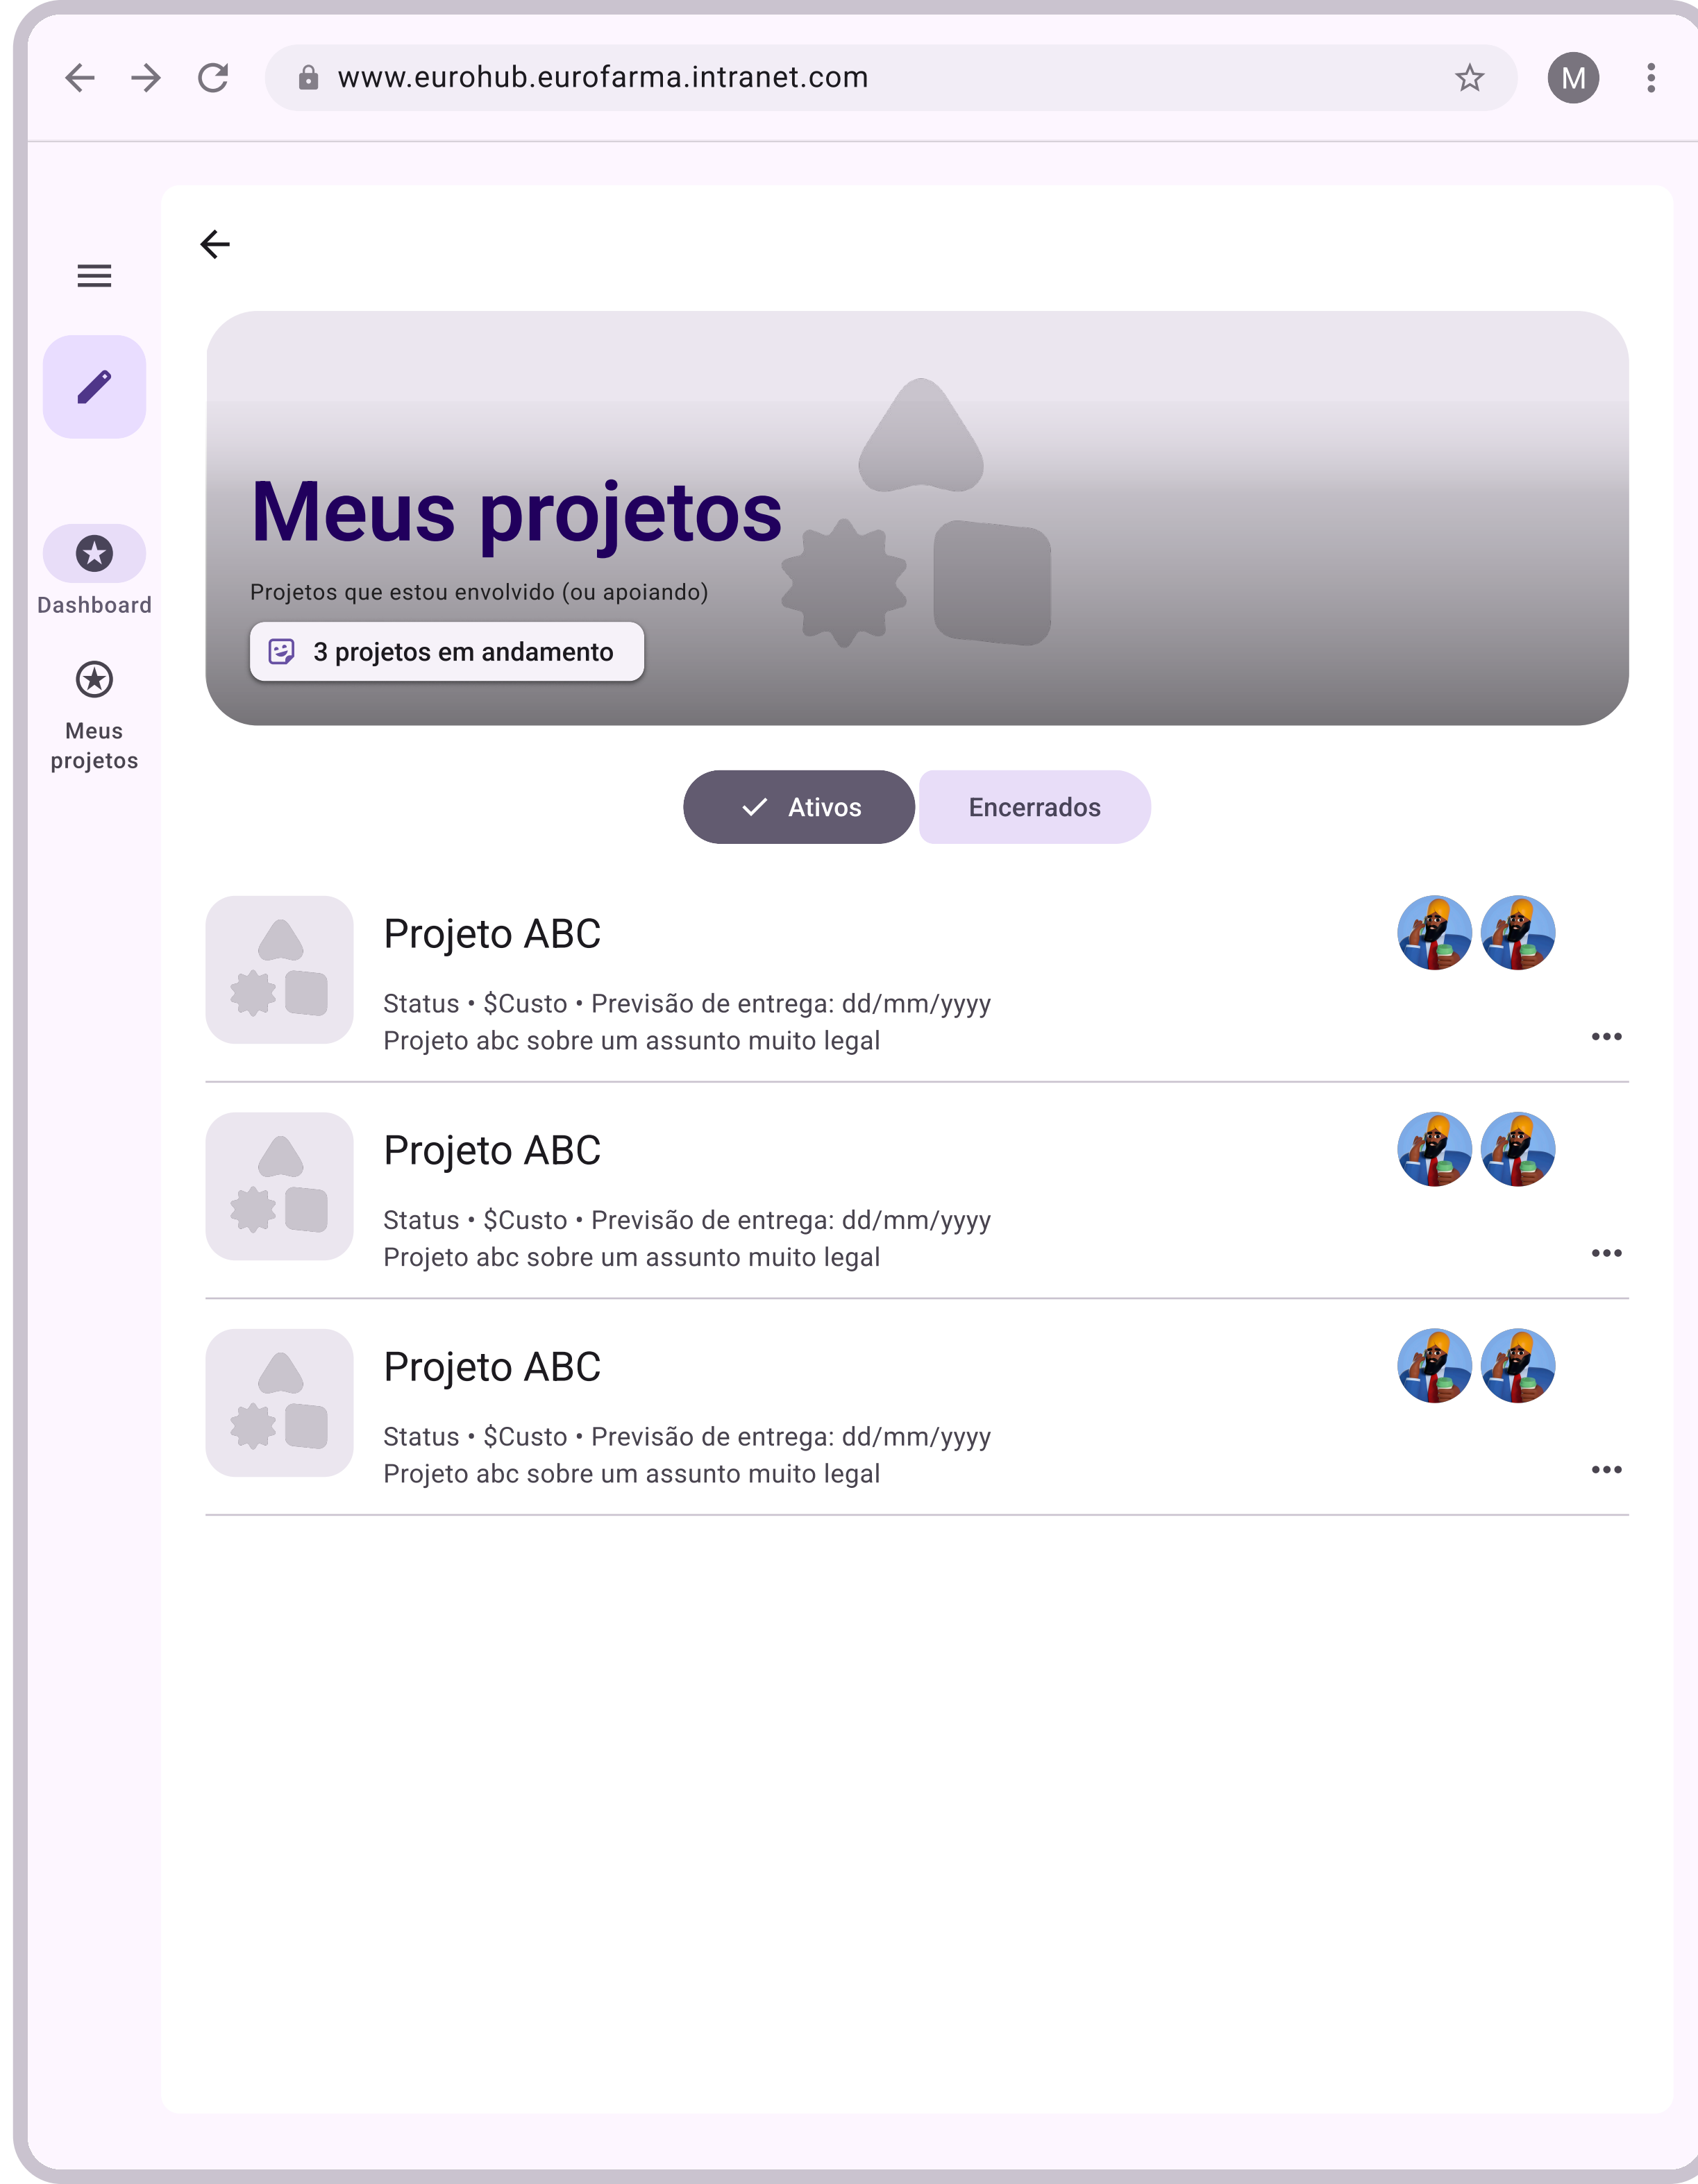 www.eurohub.eurofarma.intranet.com
M
Dashboard
Meus
projetos
Meus projetos
Projetos que estou envolvido (ou apoiando)
3 projetos em andamento
Ativos
Encerrados
Projeto ABC
Status • $Custo • Previsão de entrega: dd/mm/yyyy
Projeto abc sobre um assunto muito legal
Projeto ABC
Status • $Custo • Previsão de entrega: dd/mm/yyyy
Projeto abc sobre um assunto muito legal
Projeto ABC
Status • $Custo • Previsão de entrega: dd/mm/yyyy
Projeto abc sobre um assunto muito legal